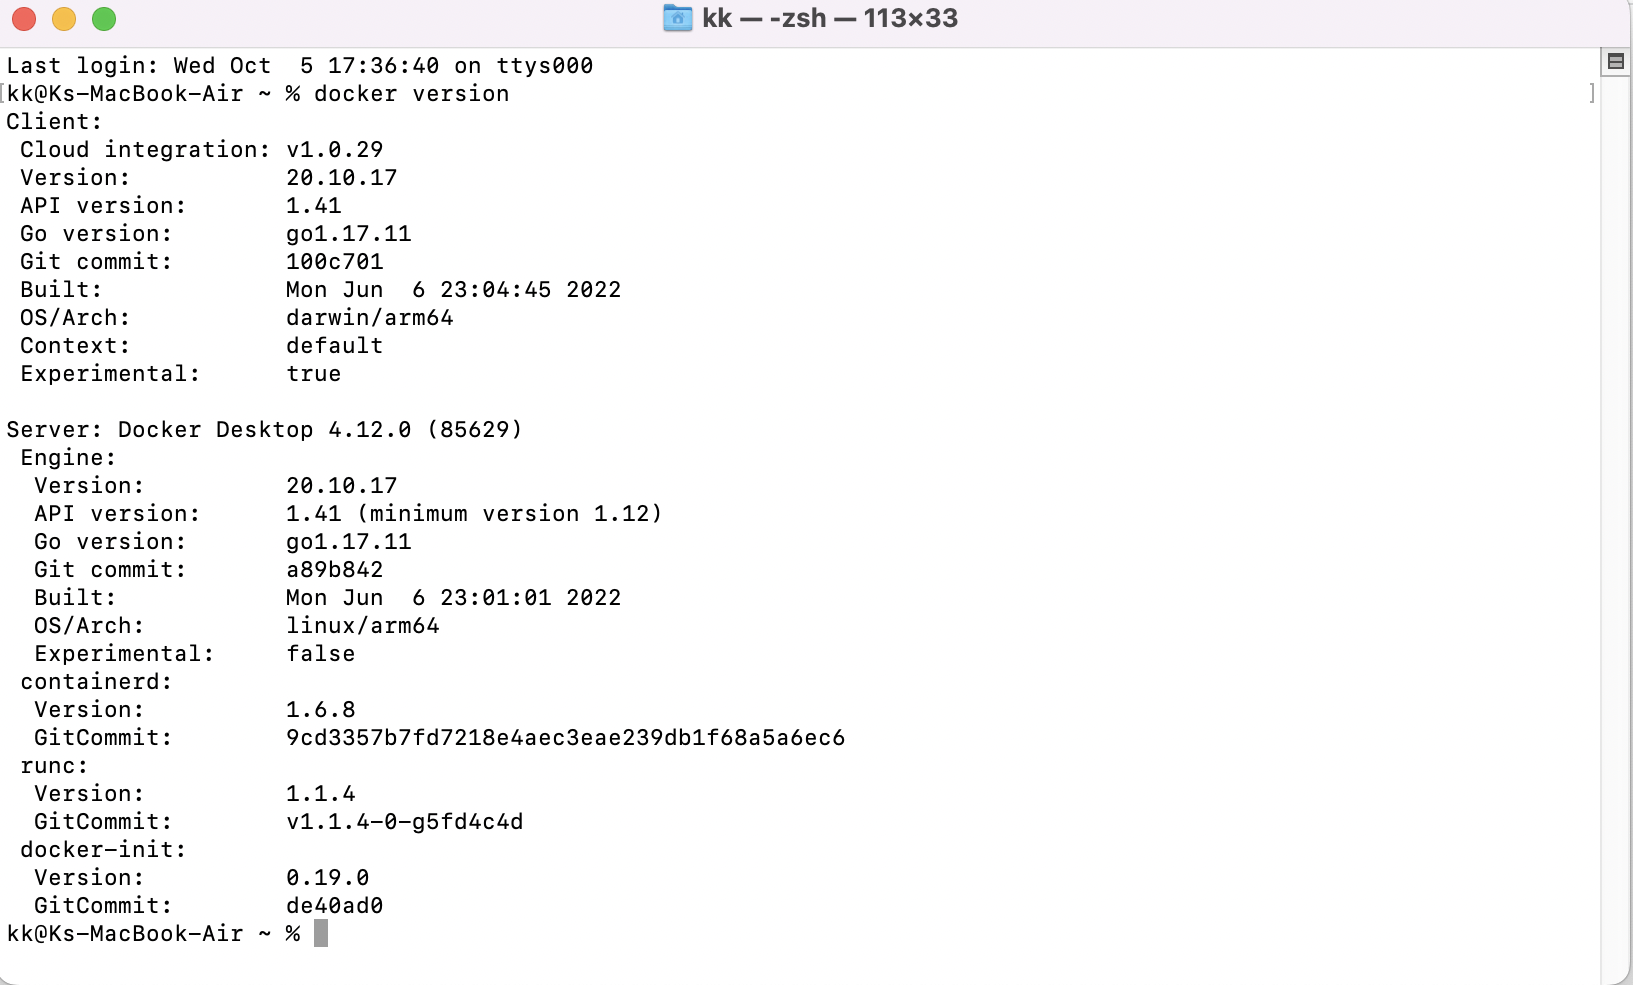 kk — -zsh — 113×33
Last login: Wed Oct  5 17:36:40 on ttys000
[kk@Ks-MacBook-Air ~ % docker version ]
Client:
 Cloud integration: v1.0.29
 Version:           20.10.17
 API version:       1.41
 Go version:        go1.17.11
 Git commit:        100c701
 Built:             Mon Jun  6 23:04:45 2022
 OS/Arch:           darwin/arm64
 Context:           default
 Experimental:      true

Server: Docker Desktop 4.12.0 (85629)
 Engine:
  Version:          20.10.17
  API version:      1.41 (minimum version 1.12)
  Go version:       go1.17.11
  Git commit:       a89b842
  Built:            Mon Jun  6 23:01:01 2022
  OS/Arch:          linux/arm64
  Experimental:     false
 containerd:
  Version:          1.6.8
  GitCommit:        9cd3357b7fd7218e4aec3eae239db1f68a5a6ec6
 runc:
  Version:          1.1.4
  GitCommit:        v1.1.4-0-g5fd4c4d
 docker-init:
  Version:          0.19.0
  GitCommit:        de40ad0
kk@Ks-MacBook-Air ~ %